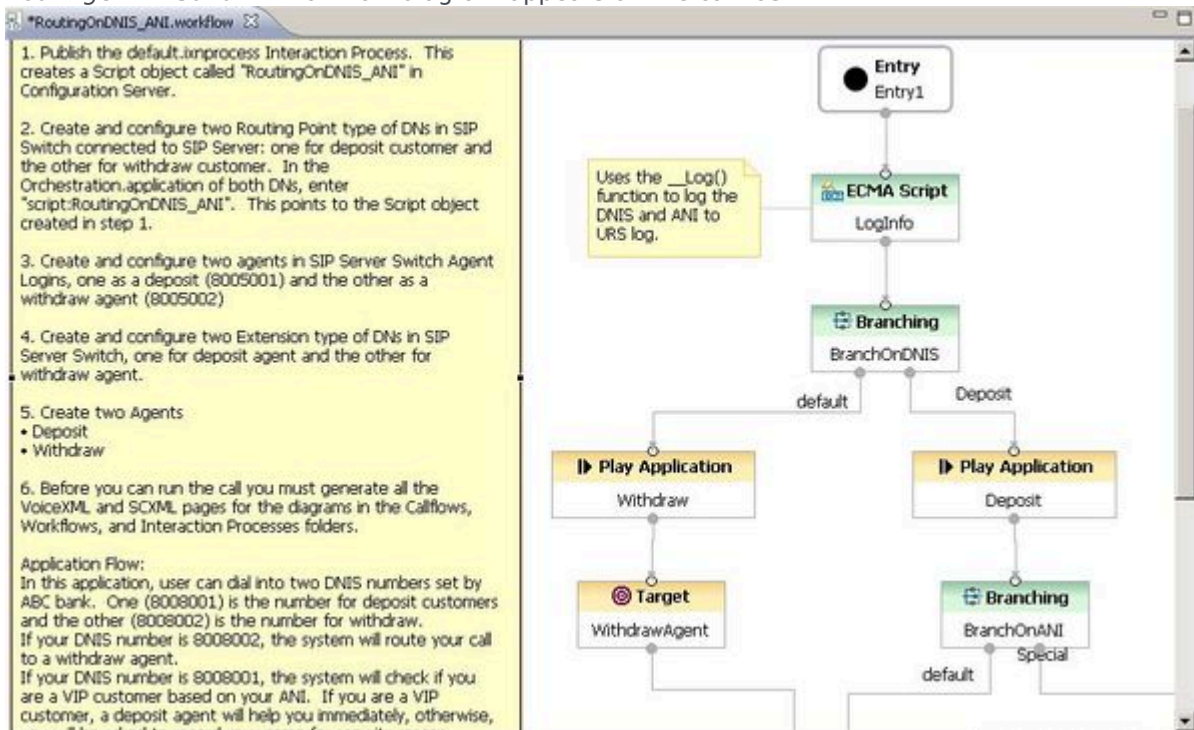 *RoutingOnDNIS_ANI.workflow
1. Publish the default.ixnprocess Interaction Process. This
creates a Script object called "RoutingOnDNIS_ANI" in
Configuration Server.
2. Create and configure two Routing Point type of DNs in SIP
Switch connected to SIP Server: one for deposit customer and
the other for withdraw customer. In the
Orchestration.application of both DNs, enter
"script:RoutingOnDNIS_ANI". This points to the Script object
created in step 1.
3. Create and configure two agents in SIP Server Switch Agent
Logins, one as a deposit (8005001) and the other as a
withdraw agent (8005002)
4. Create and configure two Extension type of DNs in SIP
Server Switch, one for deposit agent and the other for
withdraw agent.
5. Create two Agents
• Deposit
• Withdraw
6. Before you can run the call you must generate all the
VoiceXML and SCXML pages for the diagrams in the Callflows,
Workflows, and Interaction Processes folders.
Application Flow:
In this application, user can dial into two DNIS numbers set by
ABC bank. One (8008001) is the number for deposit customers
and the other (8008002) is the number for withdraw.
If your DNIS number is 8008002, the system will route your call
to a withdraw agent.
If your DNIS number is 8008001, the system will check if you
are a VIP customer based on your ANI. If you are a VIP
customer, a deposit agent will help you immediately, otherwise,
Entry
Entry1
Uses the __Log()
function to log the
DNIS and ANI to
URS log.
ECMA Script
LogInfo
Branching
BranchOnDNIS
default
Deposit
Play Application
Withdraw
Play Application
Deposit
Target
WithdrawAgent
Branching
BranchOnANI
Special
default